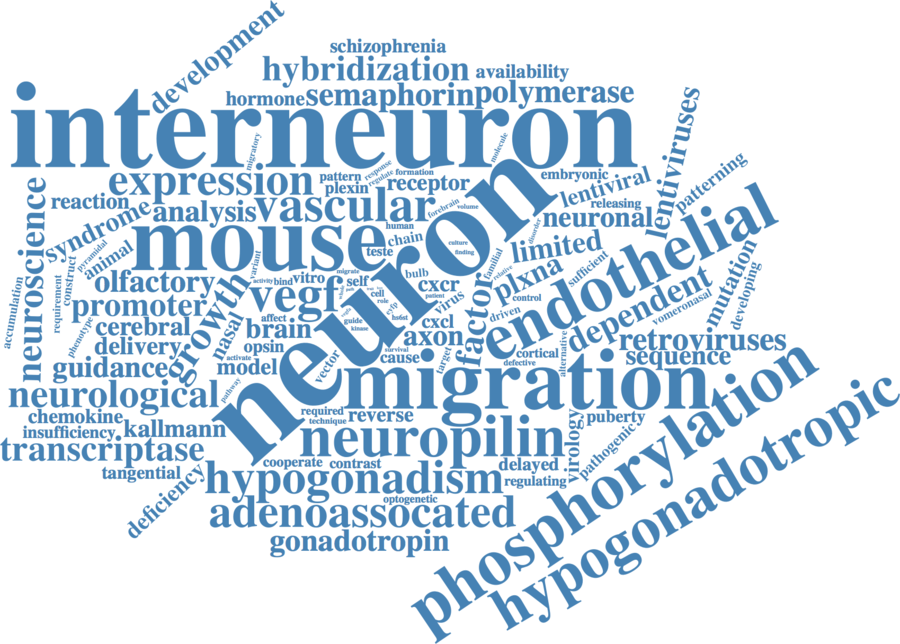 development
schizophrenia
hybridization
availability
hormone
semaphorin
polymerase
interneuron
lentiviruses
migratory
molecule
expression
pattern
response
formation
regulate
plexin
receptor
embryonic
lentiviral
patterning
neuroscience
reaction
syndrome
analysis
vascular
forebrain
volume
releasing
neuronal
human
mouse
chain
teste
culture
finding
disorder
limited
endothelial
pyramidal
animal
variant
familial
relative
neuron
accumulation
requirement
construct
olfactory
activity
bind
vitro
migrate
self
bulb
cxcr
plxna
sufficient
mutation
vomeronasal
developing
promoter
growth
vegf
cell
role
patient
virus
factor
control
driven
dependent
phenotype
cerebral
nasal
affect
brain
guide
hs6st
kinase
cxcl
axon
retroviruses
delivery
opsin
survival
cause
target
cortical
defective
alternative
sequence
guidance
activate
model
vector
migration
neurological
pathway
required
technique
reverse
virology
puberty
chemokine
insufficiency
kallmann
neuropilin
pathogenic
phosphorylation
transcriptase
tangential
deficiency
cooperate
contrast
delayed
hypogonadism
regulating
optogenetic
adenoassocated
gonadotropin
hypogonadotropic